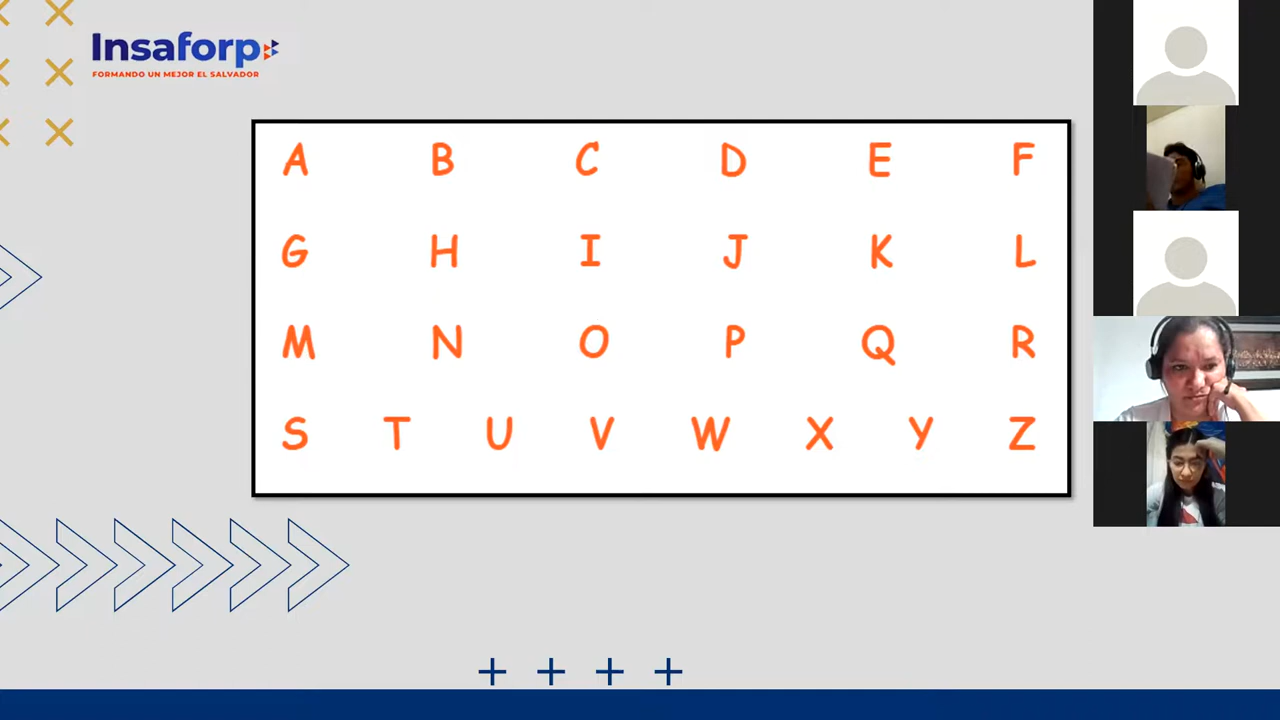 Insaforp
FORMANDO UN MEJOR EL SALVADOR
A B C D E F
G H I J K L
M N O P Q R
S T U V W X Y Z